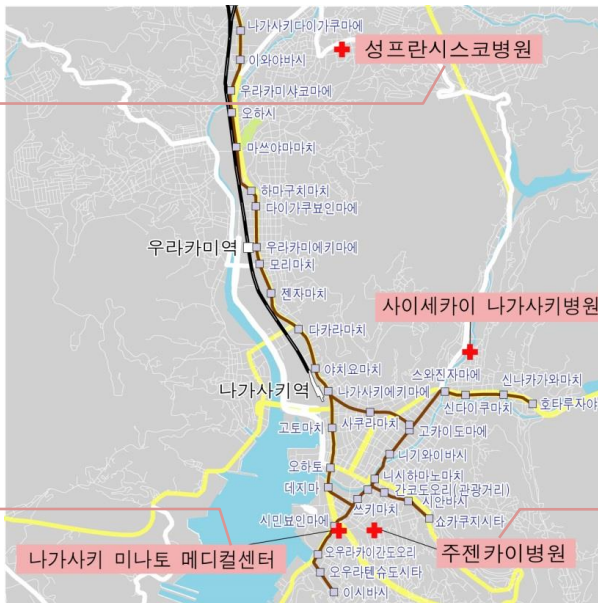 나가사키다이가쿠마에
성프란시스코병원
이와야바시
우라카미샤코마에
오하시
마쓰야마마치
하마구치마치
다이가쿠뵤인마에
우라카미역
우라카미에키마에
모리마치
젠자마치
사이세카이 나가사키병원
다카라마치
야치요마치
스와진자마에
신나카가와마치
나가사키역
나가사키에키마에
신다이쿠마치
호타루자야
고토마치
사쿠라마치
고카이도마에
니기와이바시
오하토
니시하마노마치
데지마
간코도오리(관광거리)
시안바시
쓰키마치
시민뵤인마에
쇼카쿠지시타
나가사키 미나토 메디컬센터
오우라카이간도오리
주젠카이병원
오우라텐슈도시타
이시바시